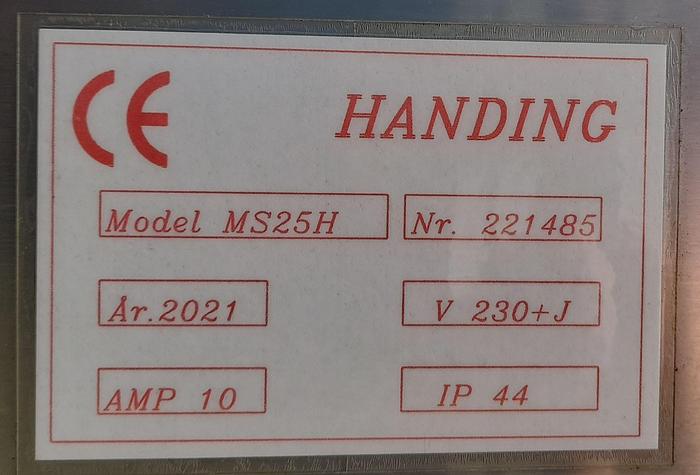 CE HANDING
Model MS25H Nr. 221485
År.2021 V 230+J
AMP 10 IP 44